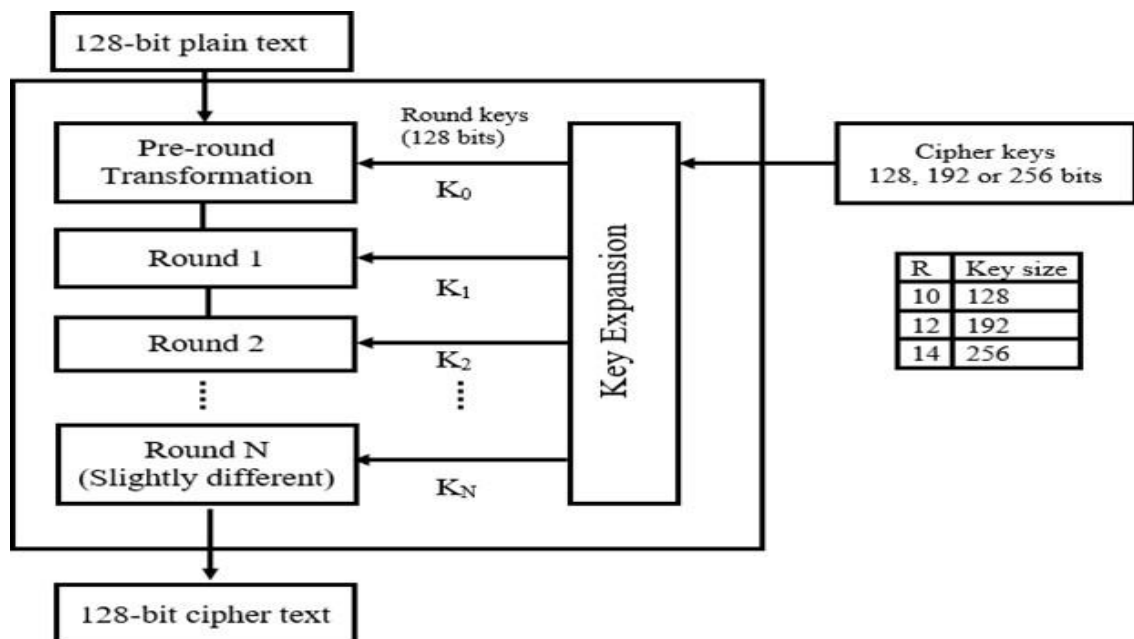 128-bit plain text
Round keys
(128 bits)
Pre-round
Transformation
K₀
Cipher keys
128, 192 or 256 bits
Key Expansion
Round 1
K₁
R Key size
10 128
12 192
14 256
Round 2
K₂
Round N
(Slightly different)
K_N
128-bit cipher text